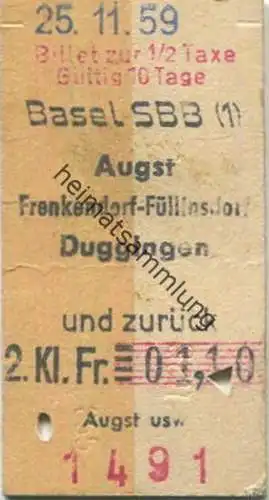 25.11.59
Billet zur 1/2 Taxe
Gültig 10 Tage
Basel SBB (1)
Augst
Frenkendorf-Füllinsdorf
Duggingen
heimatsammlung
und zurück
2. Kl. Fr. 01,10
Augst usw.
1491